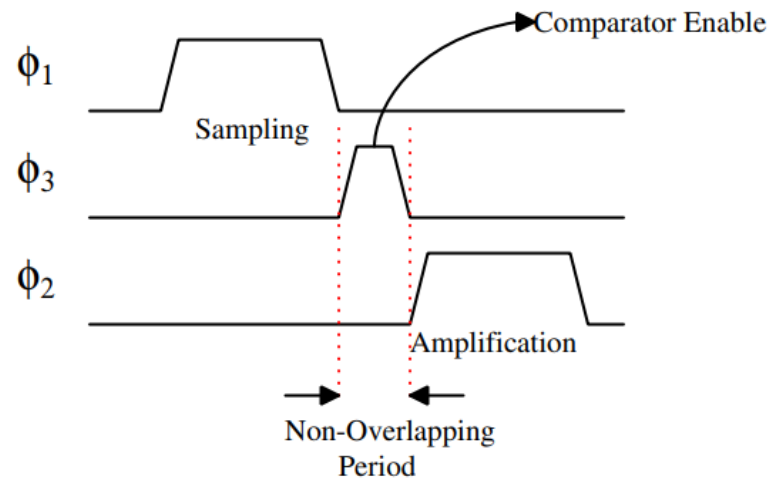 Comparator Enable
ϕ1
Sampling
ϕ3
ϕ2
Amplification
Non-Overlapping
Period